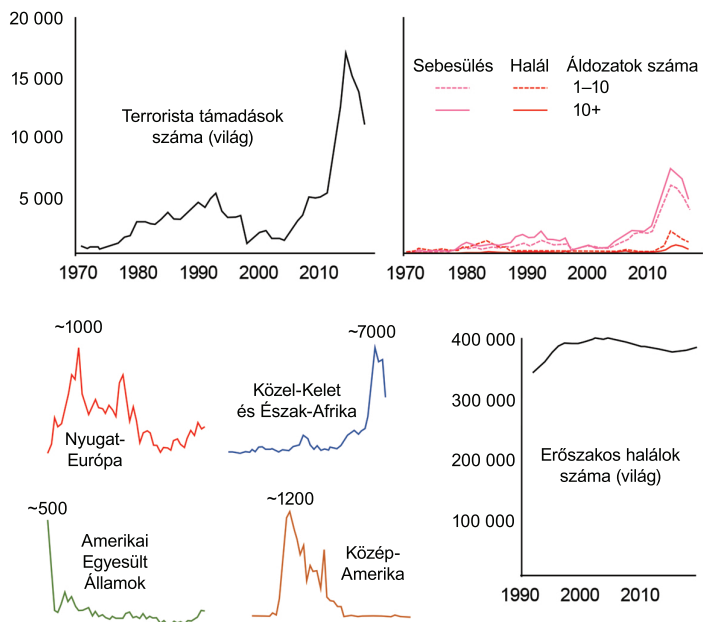 20 000
15 000
10 000
5 000
Terrorista támadások
száma (világ)
1970 1980 1990 2000 2010
Sebesülés Halál Áldozatok száma
1–10
10+
1970 1980 1990 2000 2010
~1000
Nyugat-
Európa
~7000
Közel-Kelet
és Észak-Afrika
~500
Amerikai
Egyesült
Államok
~1200
Közép-
Amerika
400 000
300 000
200 000
100 000
Erőszakos halálok
száma (világ)
1990 2000 2010